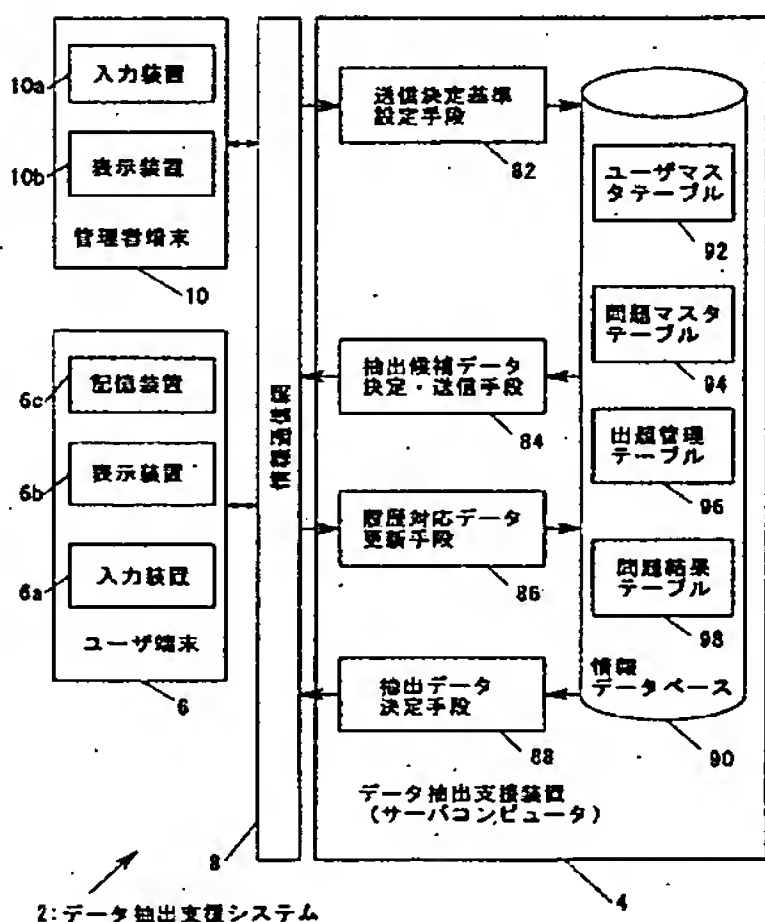 10a
入力装置
10b
表示装置
管理者端末
10
6c
記憶装置
6b
表示装置
6a
入力装置
ユーザ端末
6
情報通信網
8
送信決定基準
設定手段
82
抽出候補データ
決定・送信手段
84
履歴対応データ
更新手段
86
抽出データ
決定手段
88
ユーザマス
タテーブル
92
問題マスタ
テーブル
94
出題管理
テーブル
96
問題結果
テーブル
98
情報
データベース
90
データ抽出支援装置
(サーバコンピュータ)
4
2:データ抽出支援システム